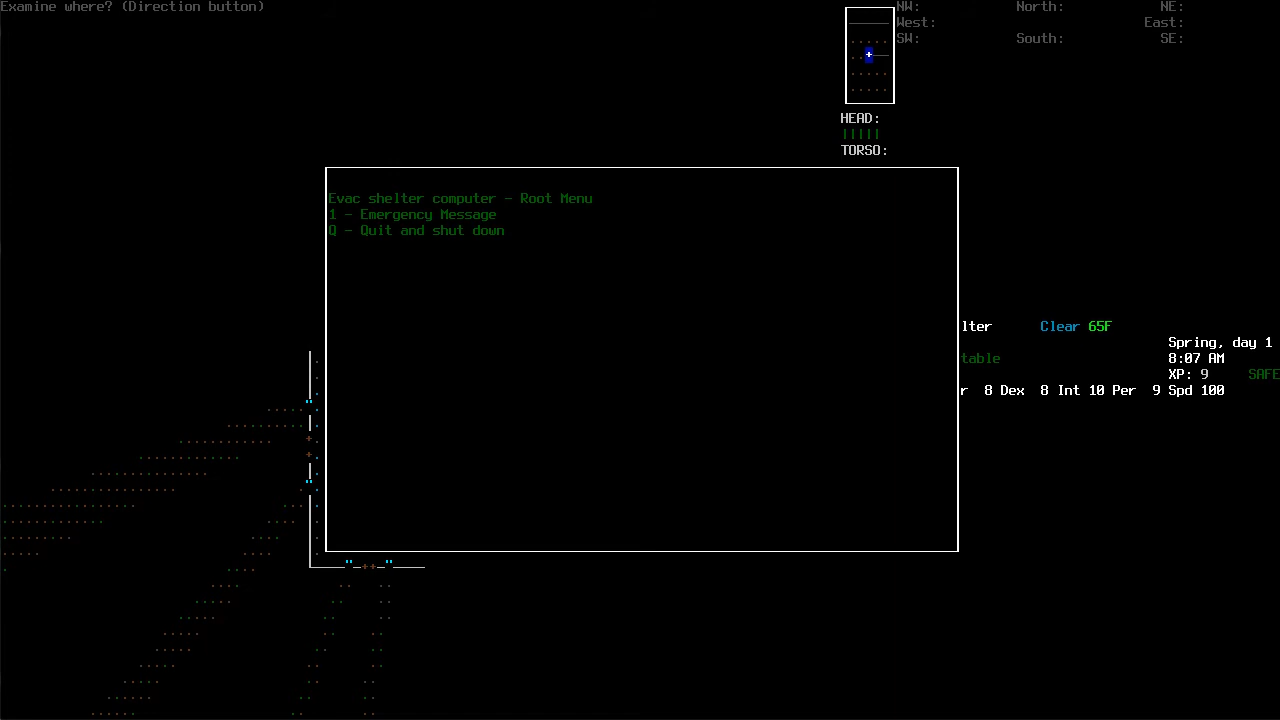 Examine where? (Direction button)
NW: North: NE:
West: East:
SW: South: SE:
HEAD:
|||||
TORSO:
Evac shelter computer - Root Menu
1 - Emergency Message
Q - Quit and shut down
lter Clear 65F
Spring, day 1
table 8:07 AM
XP: 9 SAFE
r 8 Dex 8 Int 10 Per 9 Spd 100